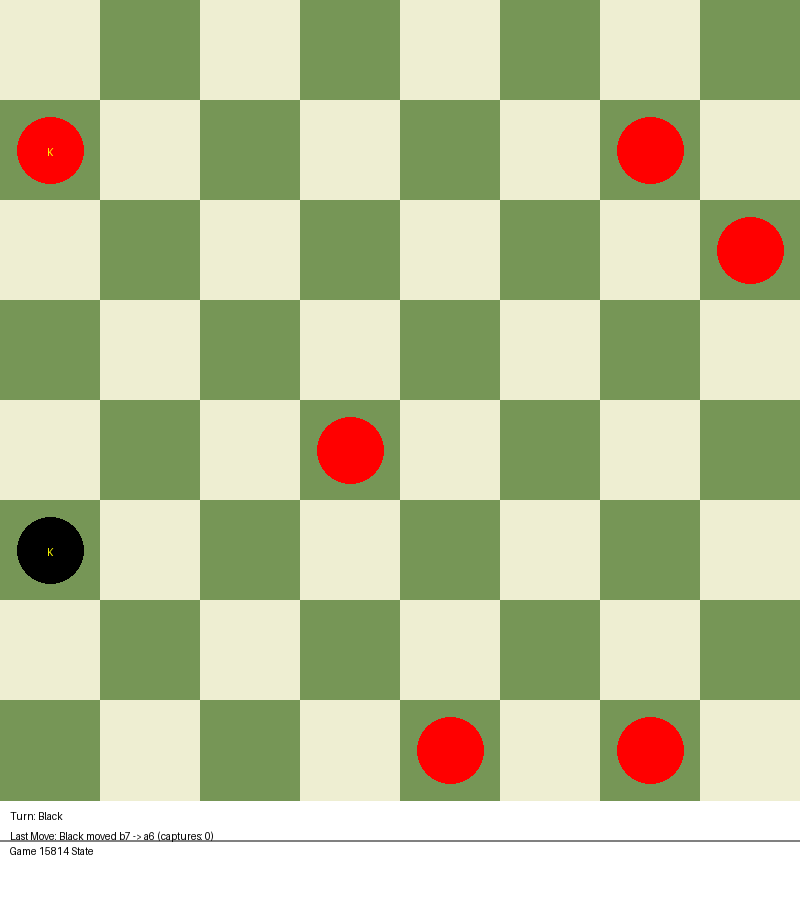 K
K
Turn: Black
Last Move: Black moved b7 -> a6 (captures: 0)
Game 15814 State